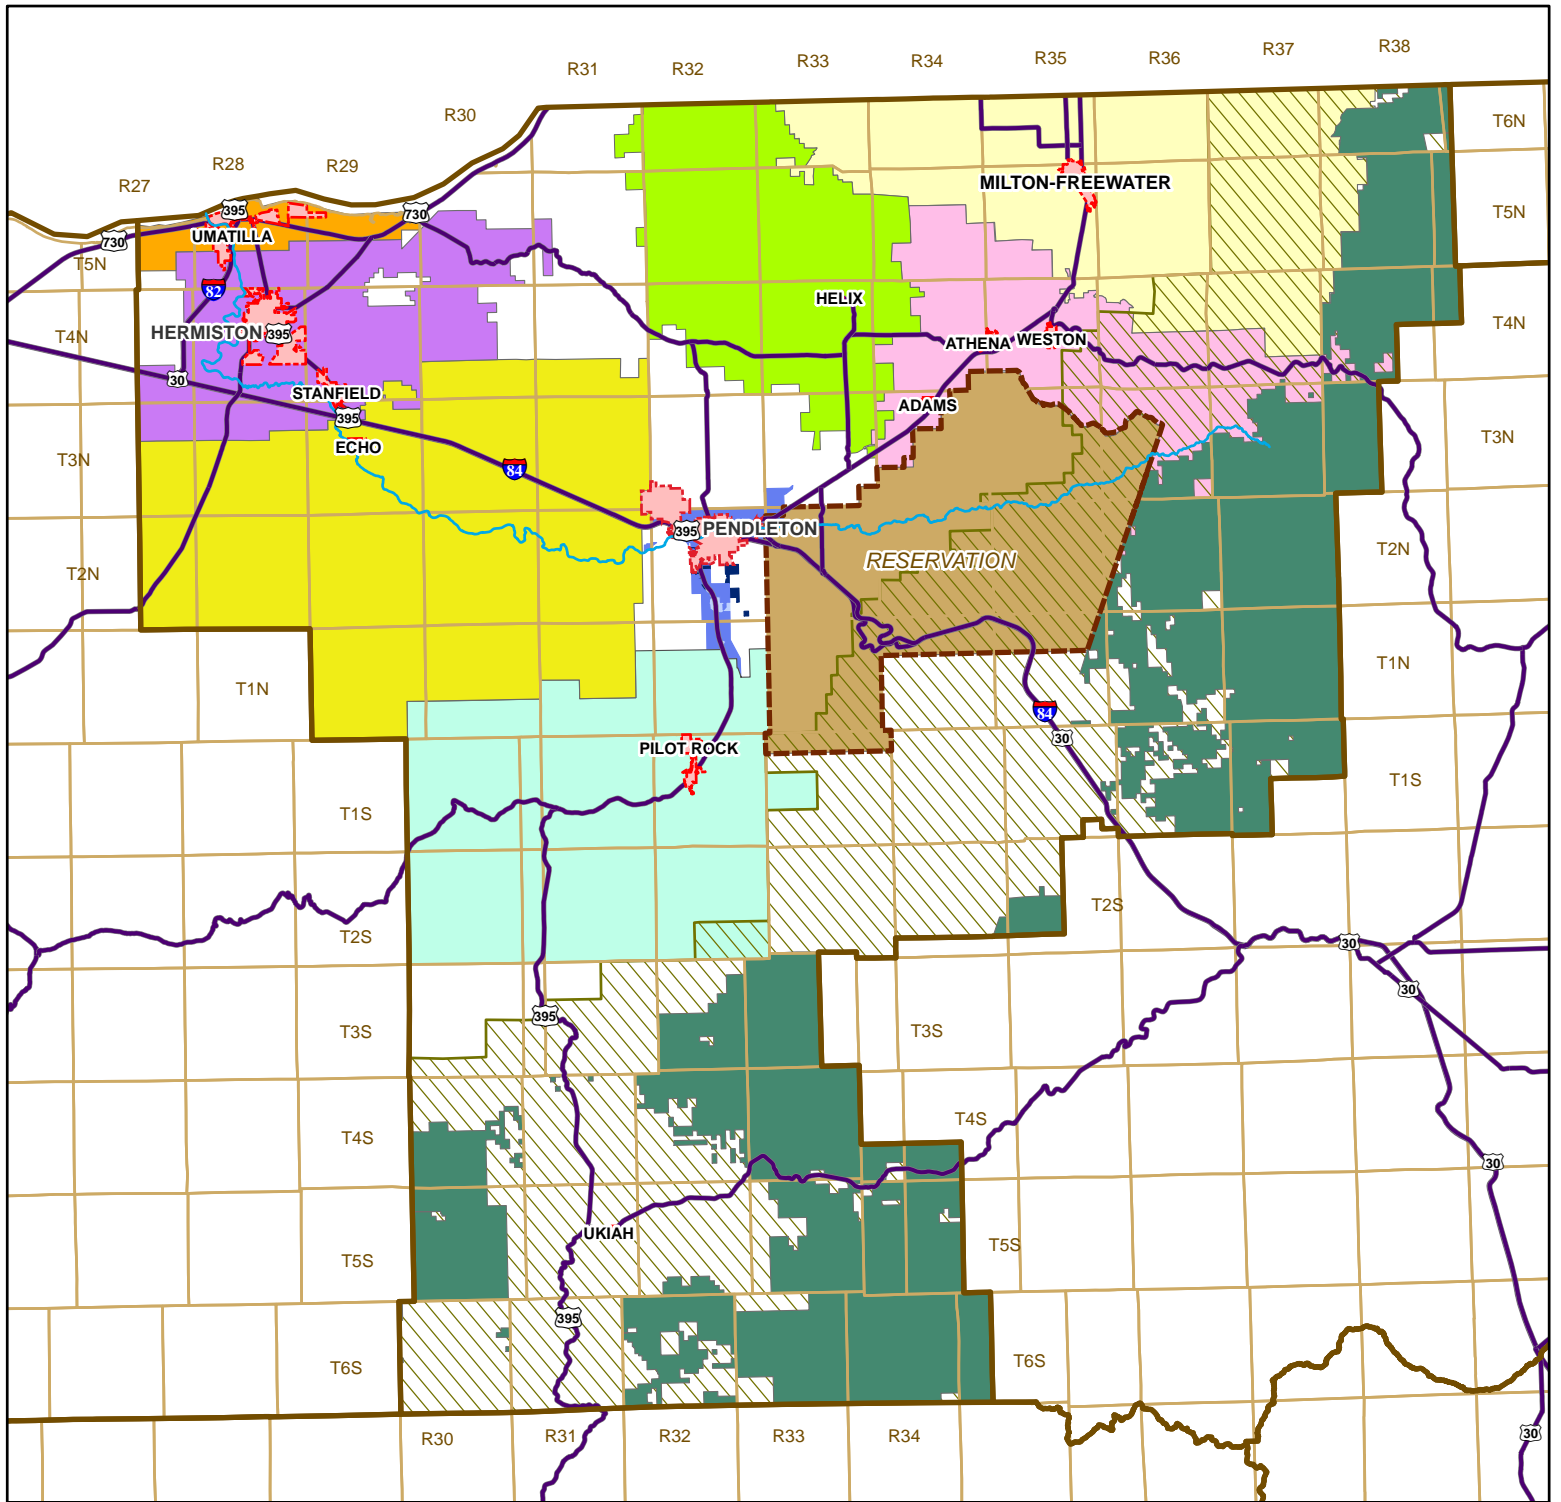 R38
R37
R36
R35
R34
R33
R32
R31
R30
R29
R28
R27
T6N
MILTON-FREEWATER
T5N
395
730
UMATILLA
730
T5N
82
HELIX
T4N
HERMISTON
395
ATHENA
WESTON
T4N
30
STANFIELD
ADAMS
395
ECHO
T3N
T3N
84
395
PENDLETON
T2N
RESERVATION
T2N
T1N
T1N
84
30
PILOT ROCK
T1S
T1S
T2S
T2S
30
30
395
T3S
T3S
T4S
T4S
30
UKIAH
T5S
T5S
395
T6S
T6S
R30
R31
R32
R33
R34
30